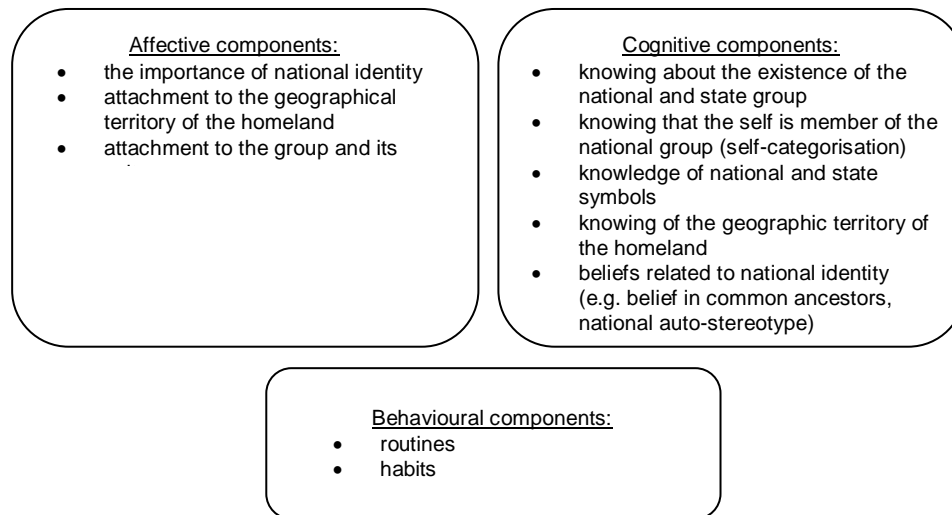 Affective components:
• the importance of national identity
• attachment to the geographical
territory of the homeland
• attachment to the group and its
Cognitive components:
• knowing about the existence of the
national and state group
• knowing that the self is member of the
national group (self-categorisation)
• knowledge of national and state
symbols
• knowing of the geographic territory of
the homeland
• beliefs related to national identity
(e.g. belief in common ancestors,
national auto-stereotype)
Behavioural components:
• routines
• habits